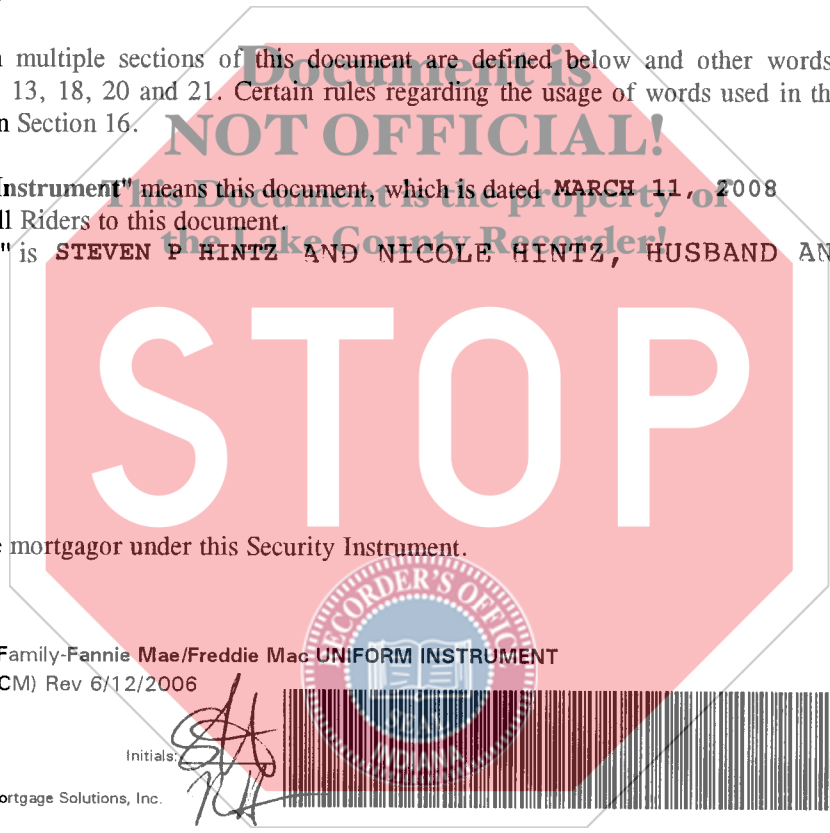 multiple sections of this document are defined below and other words
13, 18, 20 and 21. Certain rules regarding the usage of words used in th
n Section 16.
Document is
NOT OFFICIAL!
This Document is the property of
the Lake County Recorder!
Instrument" means this document, which is dated MARCH 11, 2008
ll Riders to this document.
" is STEVEN P HINTZ AND NICOLE HINTZ, HUSBAND AN
STOP
e mortgagor under this Security Instrument.
RECORDER'S OFFICE
SEAL
INDIANA
Family-Fannie Mae/Freddie Mac UNIFORM INSTRUMENT
CM) Rev 6/12/2006
Initials:
ortgage Solutions, Inc.